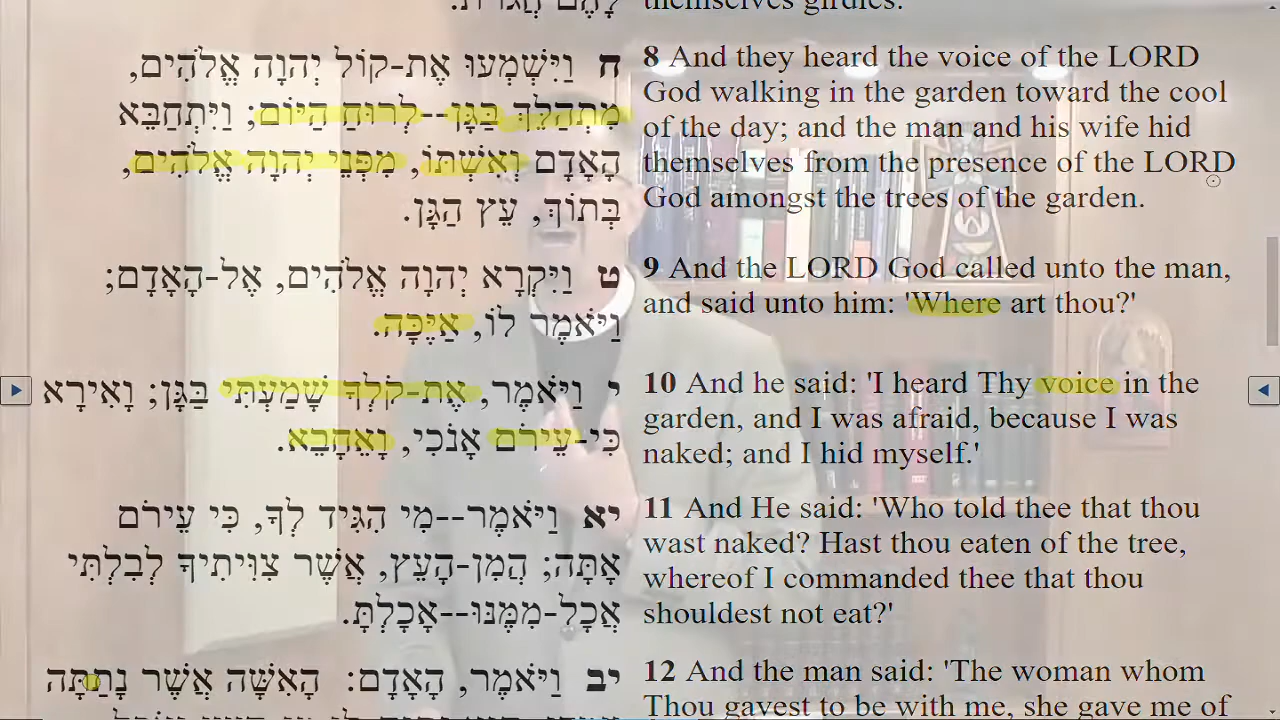 themselves girdles.
ח וַיִּשְׁמְעוּ אֶת-קוֹל יְהוָה אֱלֹהִים,
מִתְהַלֵּךְ בַּגָּן--לְרוּחַ הַיּוֹם; וַיִּתְחַבֵּא
הָאָדָם וְאִשְׁתּוֹ, מִפְּנֵי יְהוָה אֱלֹהִים,
בְּתוֹךְ, עֵץ הַגָּן.
8 And they heard the voice of the LORD
God walking in the garden toward the cool
of the day; and the man and his wife hid
themselves from the presence of the LORD
God amongst the trees of the garden.
ט וַיִּקְרָא יְהוָה אֱלֹהִים, אֶל-הָאָדָם;
וַיֹּאמֶר לוֹ, אַיֶּכָּה.
9 And the LORD God called unto the man,
and said unto him: 'Where art thou?'
י וַיֹּאמֶר, אֶת-קֹלְךָ שָׁמַעְתִּי בַּגָּן; וָאִירָא
כִּי-עֵירֹם אָנֹכִי, וָאֵחָבֵא.
10 And he said: 'I heard Thy voice in the
garden, and I was afraid, because I was
naked; and I hid myself.'
יא וַיֹּאמֶר--מִי הִגִּיד לְךָ, כִּי עֵירֹם
אָתָּה; הֲמִן-הָעֵץ, אֲשֶׁר צִוִּיתִיךָ לְבִלְתִּי
אֲכָל-מִמֶּנּוּ--אָכָלְתָּ.
11 And He said: 'Who told thee that thou
wast naked? Hast thou eaten of the tree,
whereof I commanded thee that thou
shouldest not eat?'
יב וַיֹּאמֶר, הָאָדָם: הָאִשָּׁה אֲשֶׁר נָתַתָּה
12 And the man said: 'The woman whom
Thou gavest to be with me, she gave me of